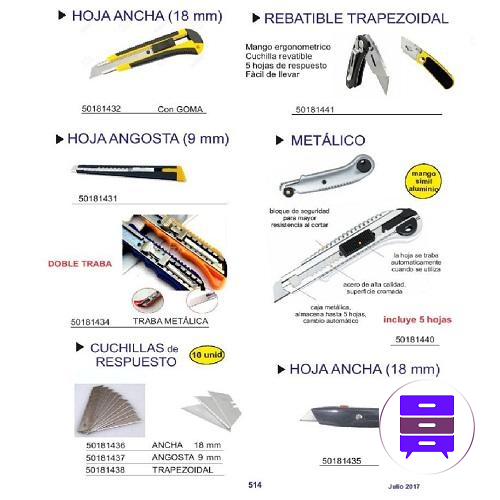 HOJA ANCHA (18 mm)
50181432
Con GOMA
REBATIBLE TRAPEZOIDAL
Mango ergonometrico
Cuchilla revatible
5 hojas de respuesto
Fácil de llevar
50181441
HOJA ANGOSTA (9 mm)
50181431
DOBLE TRABA
50181434
TRABA METÁLICA
METÁLICO
mango
simil
aluminio
bloque de seguridad
para mayor
resistencia al cortar
la hoja se traba
automaticamente
cuando se utiliza
acero de alta calidad,
superficie cromada
caja metálica,
almacena hasta 5 hojas,
cambio automático
incluye 5 hojas
50181440
CUCHILLAS de
RESPUESTO
10 unid
50181436 ANCHA 18 mm
50181437 ANGOSTA 9 mm
50181438 TRAPEZOIDAL
HOJA ANCHA (18 mm)
50181435
514
Julio 2017